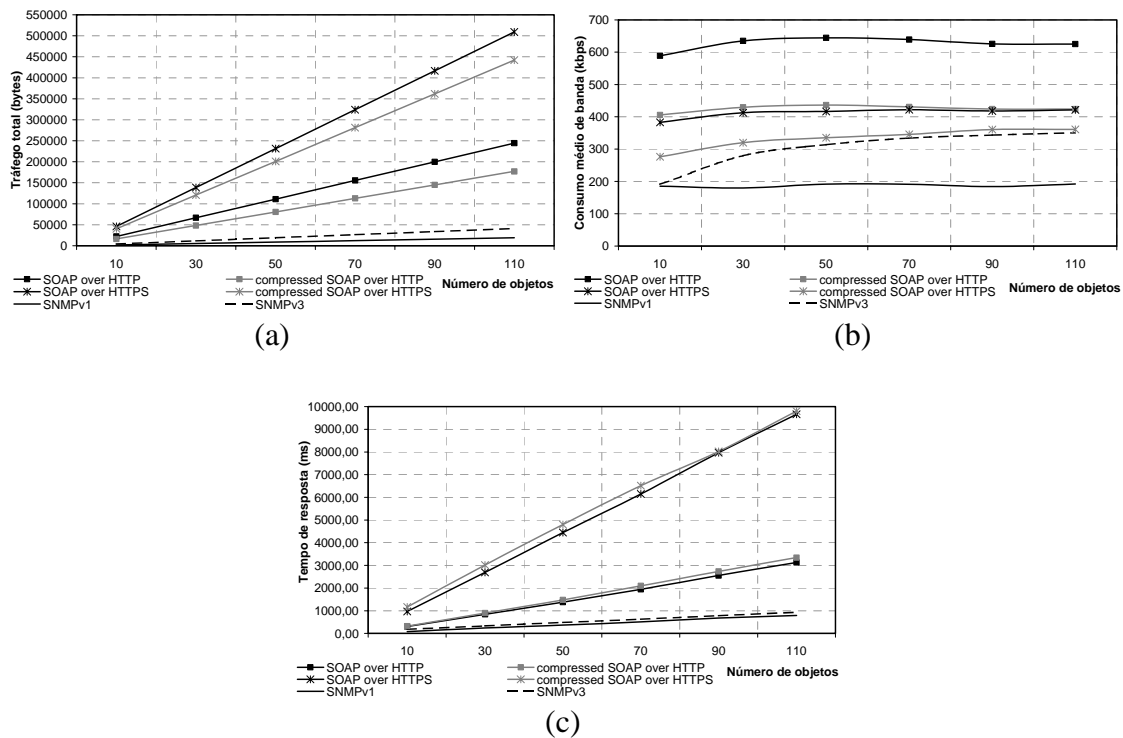 Tráfego total (bytes)
550000
500000
450000
400000
350000
300000
250000
200000
150000
100000
50000
0
10 30 50 70 90 110
Número de objetos
SOAP over HTTP compressed SOAP over HTTP
SOAP over HTTPS compressed SOAP over HTTPS
SNMPv1 SNMPv3
(a)
Consumo médio de banda (kbps)
700
600
500
400
300
200
100
0
10 30 50 70 90 110
Número de objetos
SOAP over HTTP compressed SOAP over HTTP
SOAP over HTTPS compressed SOAP over HTTPS
SNMPv1 SNMPv3
(b)
Tempo de resposta (ms)
10000,00
9000,00
8000,00
7000,00
6000,00
5000,00
4000,00
3000,00
2000,00
1000,00
0,00
10 30 50 70 90 110
Número de objetos
SOAP over HTTP compressed SOAP over HTTP
SOAP over HTTPS compressed SOAP over HTTPS
SNMPv1 SNMPv3
(c)